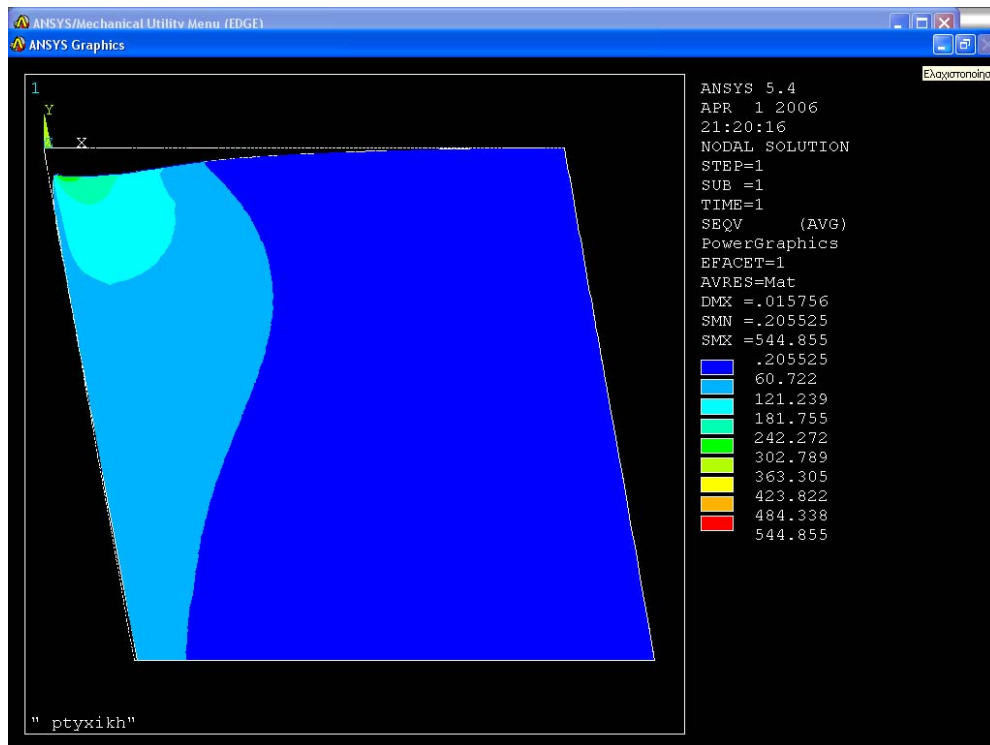 ANSYS/Mechanical Utility Menu (EDGE)
ANSYS Graphics
Ελαχιστοποίησ
1
Y
X
ANSYS 5.4
APR 1 2006
21:20:16
NODAL SOLUTION
STEP=1
SUB =1
TIME=1
SEQV (AVG)
PowerGraphics
EFACET=1
AVRES=Mat
DMX =.015756
SMN =.205525
SMX =544.855
.205525
60.722
121.239
181.755
242.272
302.789
363.305
423.822
484.338
544.855
" ptyxikh"